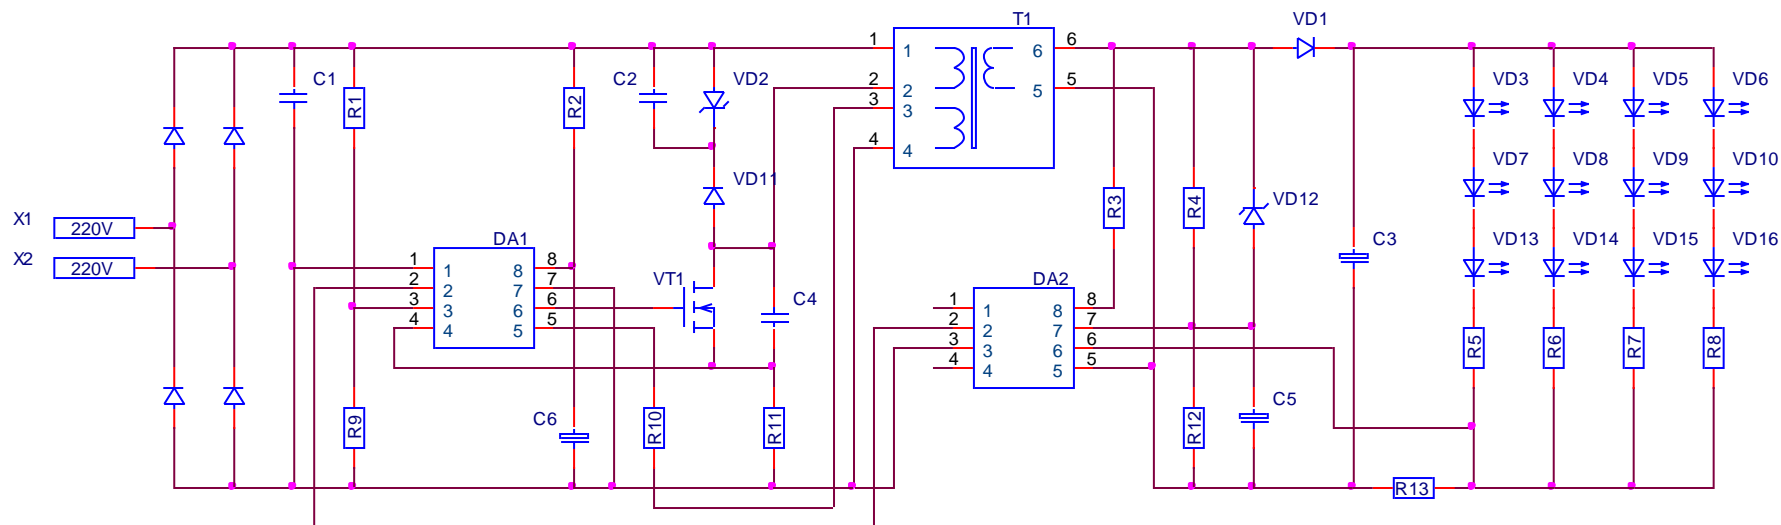 T1
VD1
1 1 6 6
C1 C2 VD2 VD3 VD4 VD5 VD6
R1 R2
2 2 5 5
3 3
4 4
VD11 VD7 VD8 VD9 VD10
R3 R4 VD12
X1 220V
DA1 C3 VD13 VD14 VD15 VD16
X2 220V
1 1 8 8
2 2 7 7
3 3 6 6
4 4 5 5
VT1 C4
DA2
1 1 8 8
2 2 7 7
3 3 6 6
4 4 5 5
R5 R6 R7 R8
C6 C5
R9 R10 R11 R12
R13